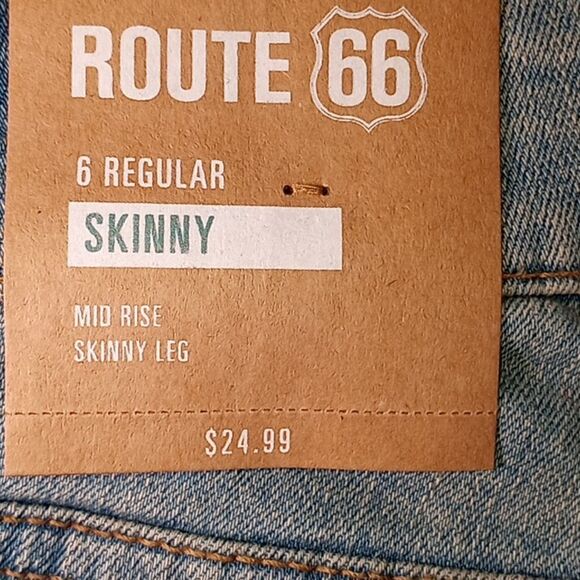 ROUTE 66
6 REGULAR
SKINNY
MID RISE
SKINNY LEG
$24.99